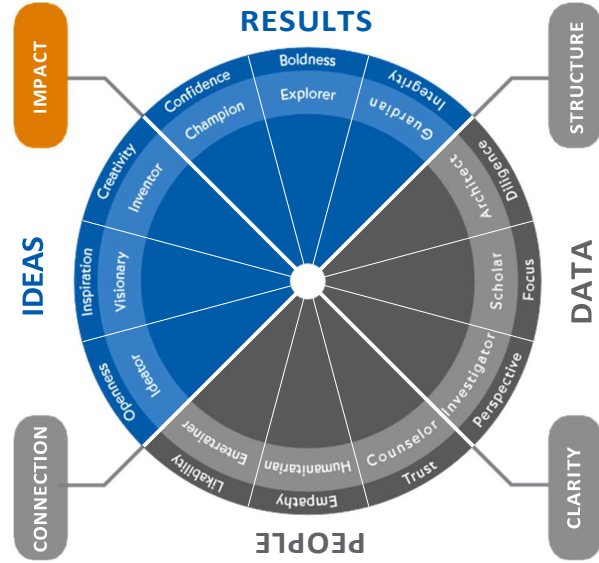 RESULTS
IMPACT
STRUCTURE
Boldness
Confidence
Integrity
Explorer
Champion
Guardian
Creativity
Diligence
Inventor
Architect
IDEAS
Inspiration
Visionary
Scholar
Focus
DATA
Openness
Ideator
Investigator
Perspective
Entertainer
Humanitarian
Counselor
Likability
Empathy
Trust
CONNECTION
CLARITY
PEOPLE